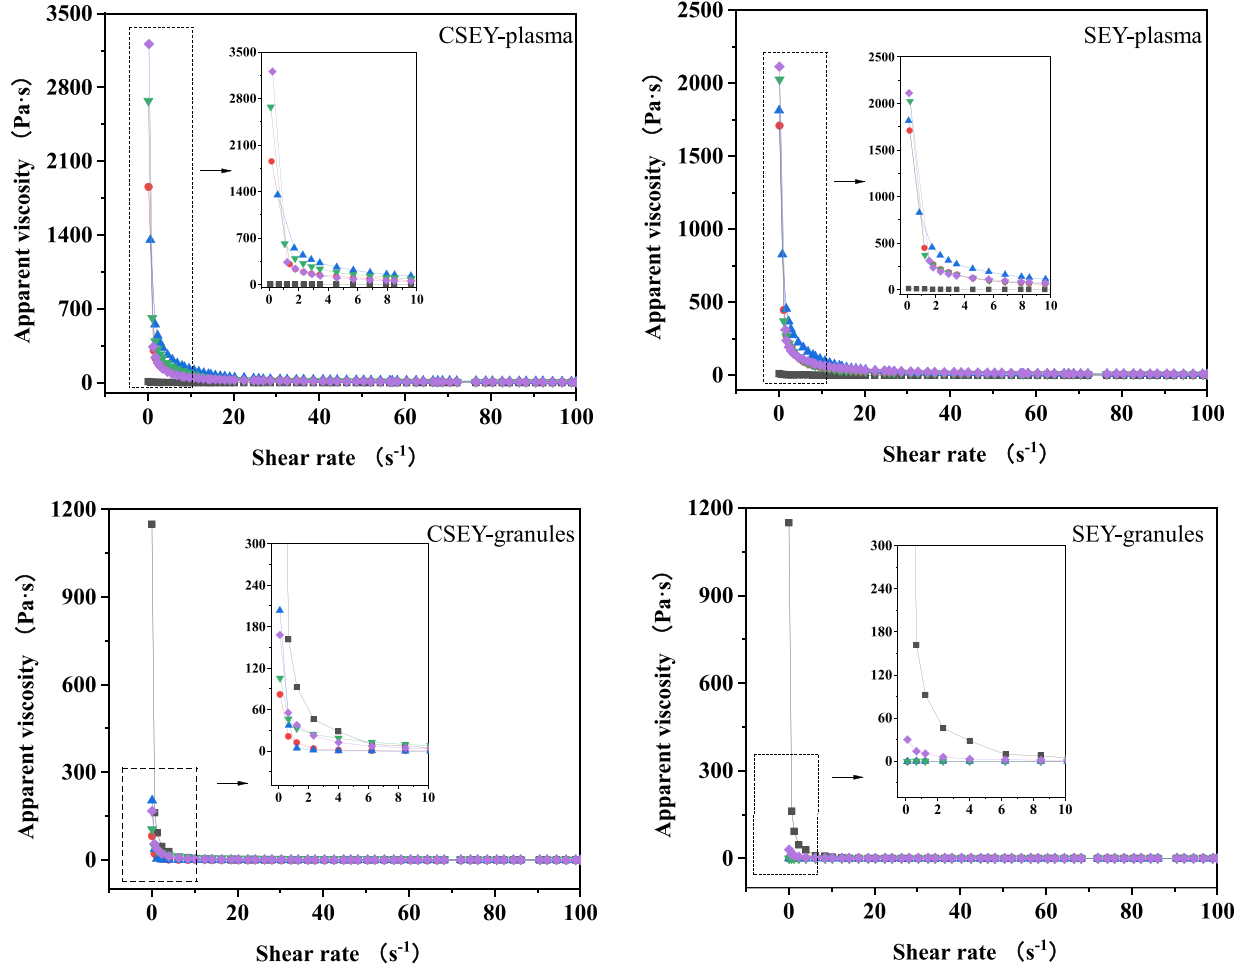 CSEY-plasma
Apparent viscosity (Pa·s)
3500
2800
2100
1400
700
0
0 20 40 60 80 100
Shear rate (s-1)
3500
2800
2100
1400
700
0
0 2 4 6 8 10
SEY-plasma
Apparent viscosity (Pa·s)
2500
2000
1500
1000
500
0
0 20 40 60 80 100
Shear rate (s-1)
2500
2000
1500
1000
500
0
0 2 4 6 8 10
CSEY-granules
Apparent viscosity (Pa·s)
1200
900
600
300
0
0 20 40 60 80 100
Shear rate (s-1)
300
240
180
120
60
0
0 2 4 6 8 10
SEY-granules
Apparent viscosity (Pa·s)
1200
900
600
300
0
0 20 40 60 80 100
Shear rate (s-1)
300
240
180
120
60
0
0 2 4 6 8 10